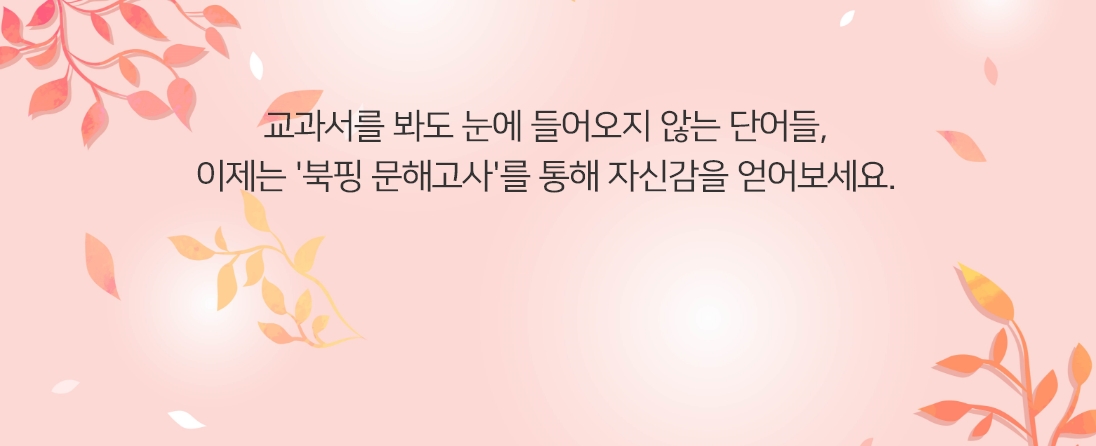 교과서를 봐도 눈에 들어오지 않는 단어들,
이제는 '북핑 문해고사'를 통해 자신감을 얻어보세요.